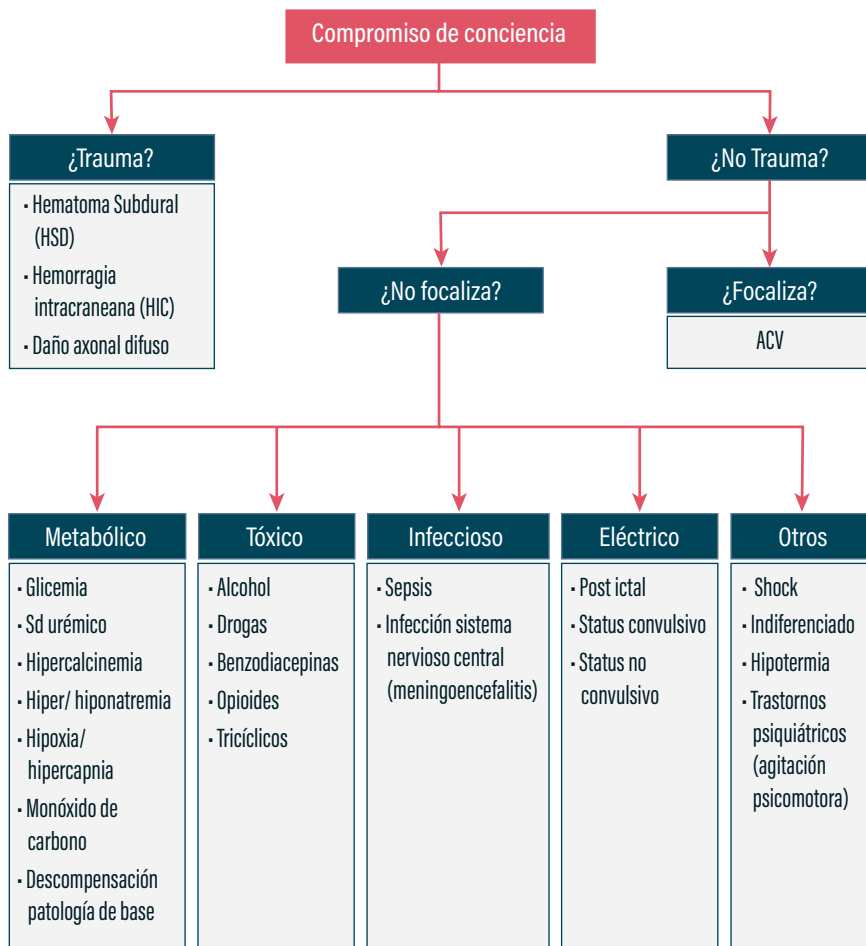 Compromiso de conciencia
¿Trauma?
· Hematoma Subdural
(HSD)
· Hemorragia
intracraneana (HIC)
· Daño axonal difuso
¿No Trauma?
¿No focaliza?
¿Focaliza?
ACV
Metabólico
· Glicemia
· Sd urémico
· Hipercalcinemia
· Hiper/ hiponatremia
· Hipoxia/
hipercapnia
· Monóxido de
carbono
· Descompensación
patología de base
Tóxico
· Alcohol
· Drogas
· Benzodiacepinas
· Opioides
· Tricíclicos
Infeccioso
· Sepsis
· Infección sistema
nervioso central
(meningoencefalitis)
Eléctrico
· Post ictal
· Status convulsivo
· Status no
convulsivo
Otros
· Shock
· Indiferenciado
· Hipotermia
· Trastornos
psiquiátricos
(agitación
psicomotora)